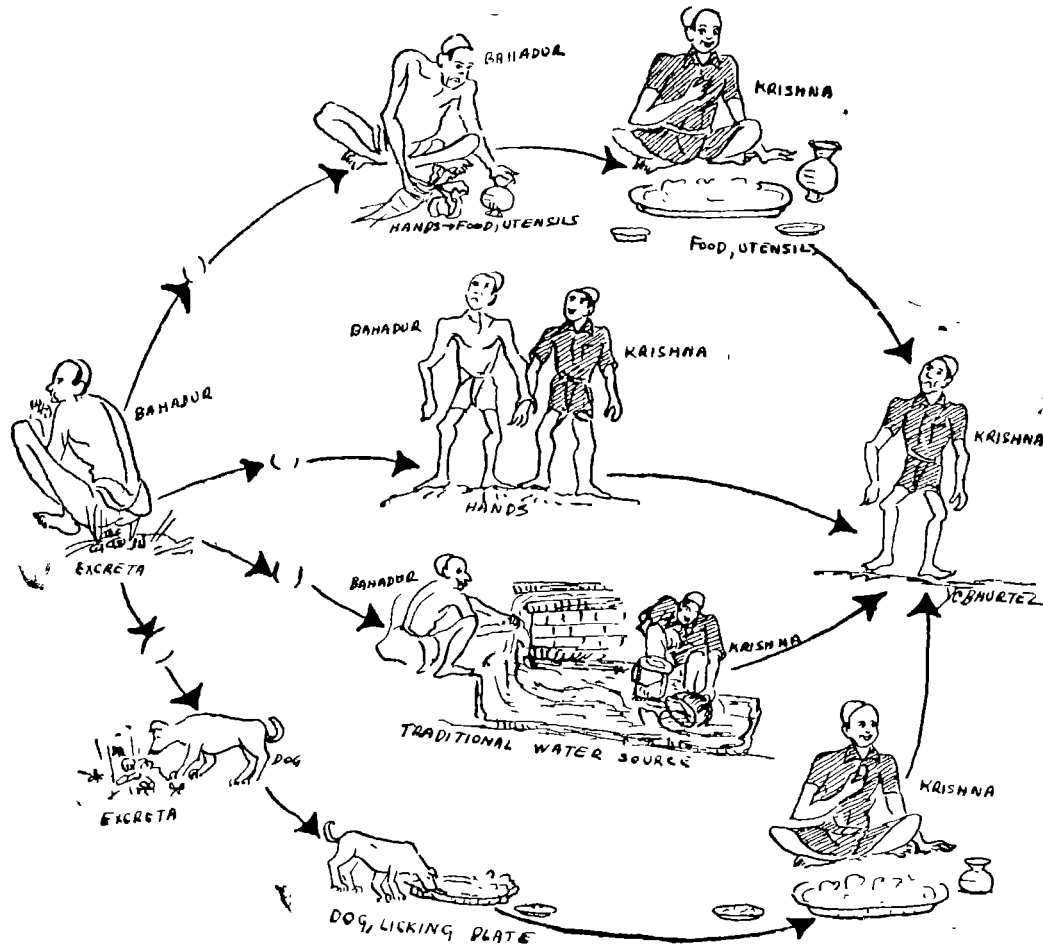 BAHADUR
KRISHNA
HANDS→FOOD, UTENSILS
FOOD, UTENSILS
BAHADUR
KRISHNA
HANDS
BAHADUR
EXCRETA
KRISHNA
BAHADUR
KRISHNA
TRADITIONAL WATER SOURCE
DOG
EXCRETA
KRISHNA
DOG, LICKING PLATE